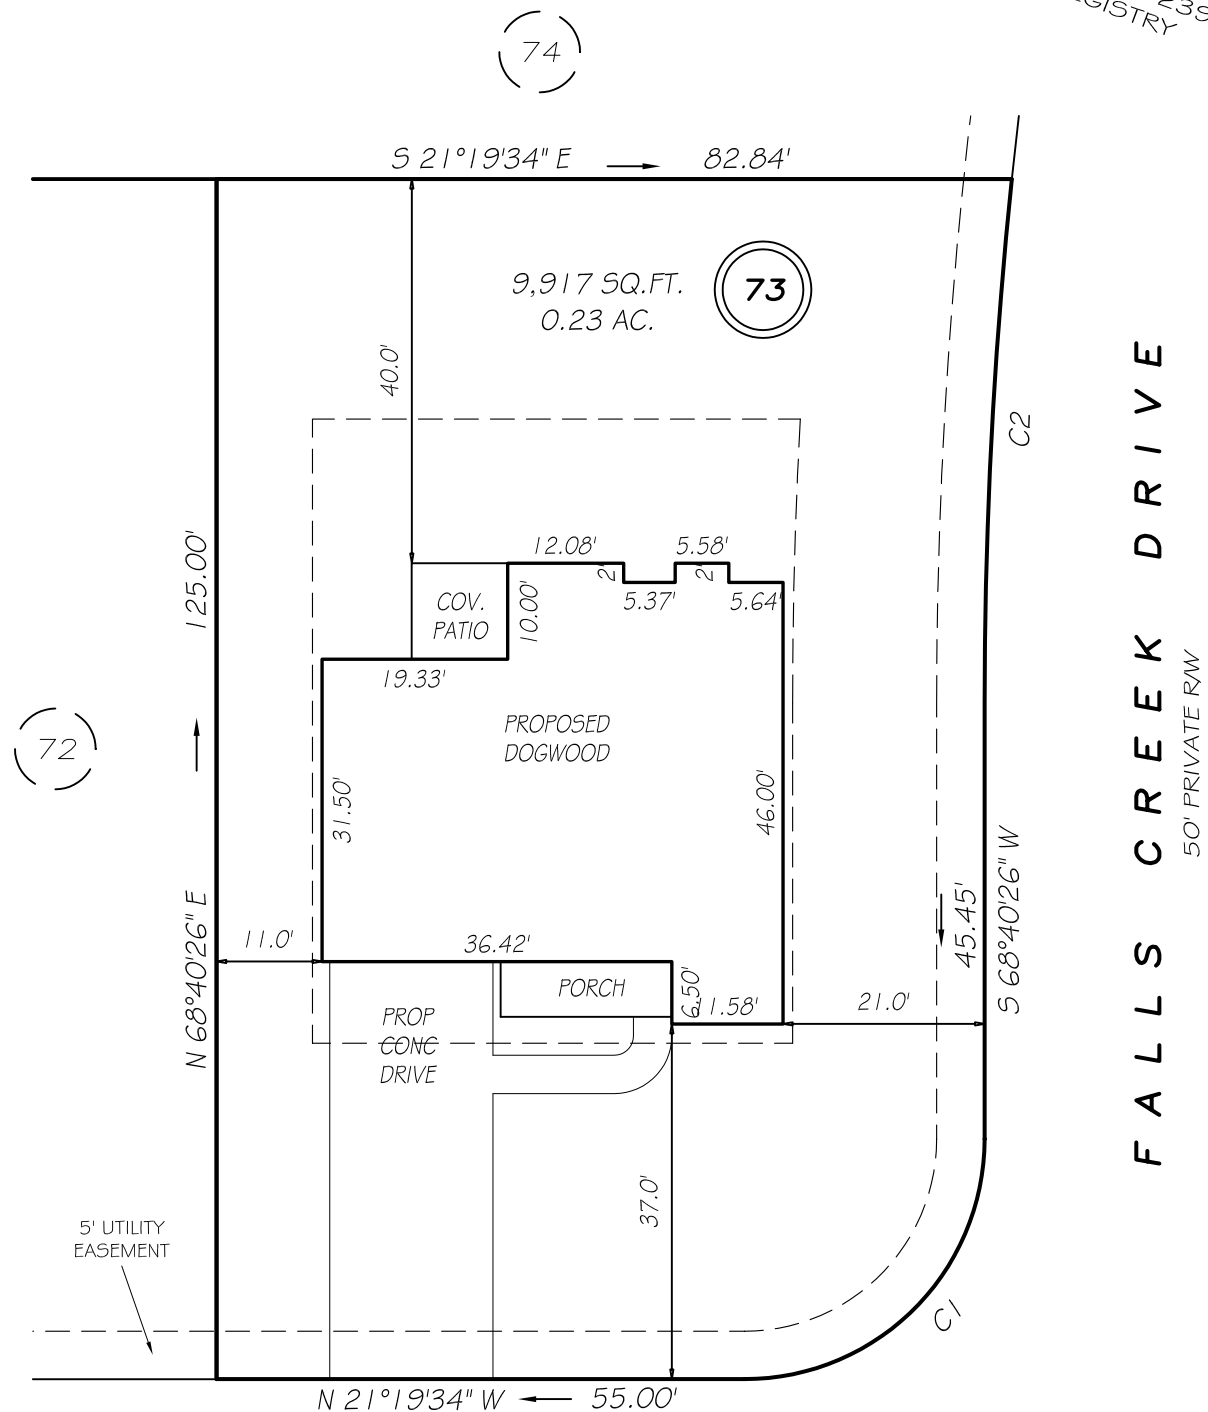 239
74
S 21°19'34" E 82.84'
9,917 SQ.FT.
0.23 AC.
73
40.0'
C2
12.08'
2'
5.58'
2'
5.37'
5.64'
COV.
PATIO
10.00'
19.33'
125.00'
N 68°40'26" E
72
PROPOSED
DOGWOOD
31.50'
46.00'
FALLS CREEK DRIVE
50' PRIVATE R/W
45.45'
S 68°40'26" W
11.0'
36.42'
PORCH
6.50'
11.58'
21.0'
PROP
CONC
DRIVE
37.0'
5' UTILITY
EASEMENT
C1
N 21°19'34" W 55.00'